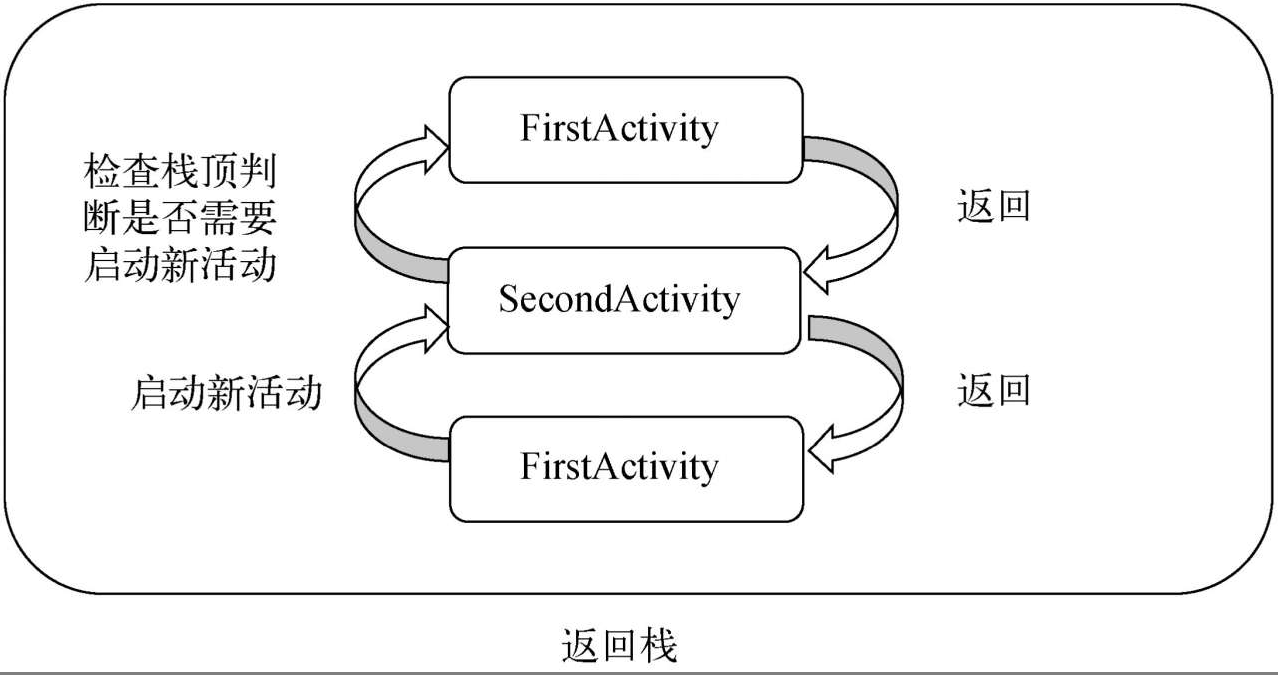 FirstActivity
检查栈顶判
断是否需要
启动新活动
返回
SecondActivity
启动新活动
返回
FirstActivity
返回栈